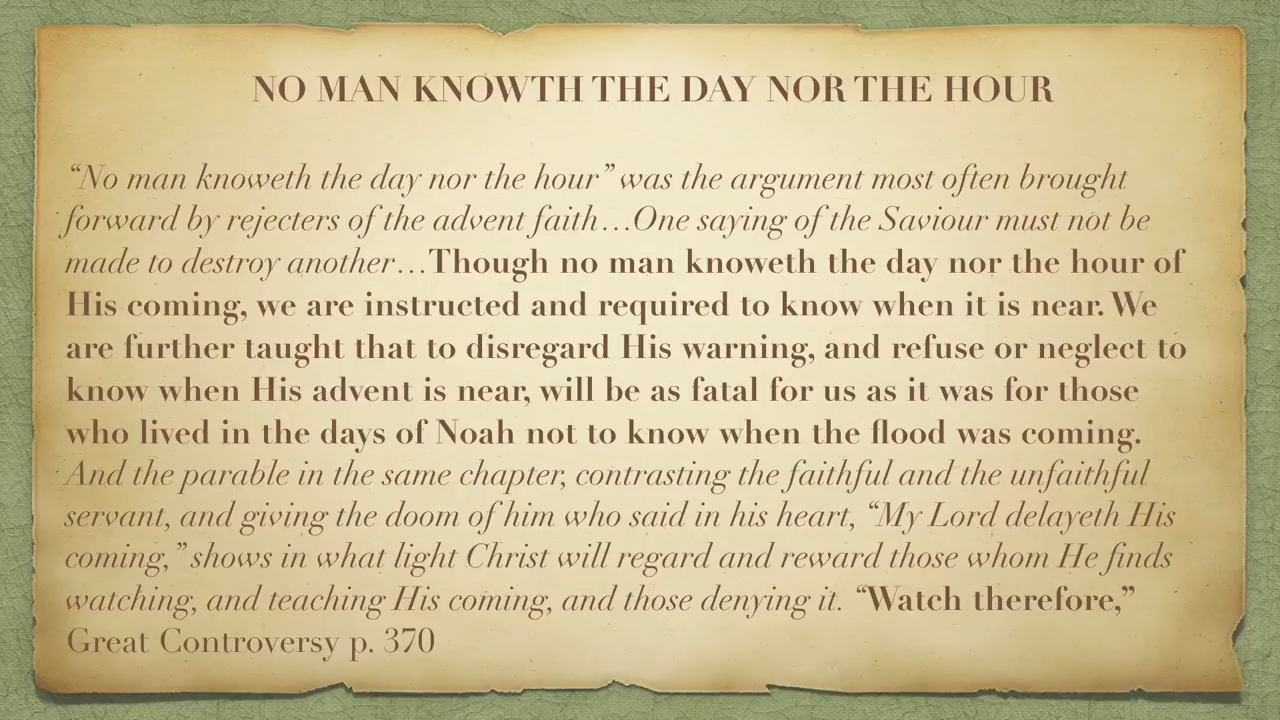 NO MAN KNOWTH THE DAY NOR THE HOUR
“No man knoweth the day nor the hour” was the argument most often brought
forward by rejecters of the advent faith…One saying of the Saviour must not be
made to destroy another…Though no man knoweth the day nor the hour of
His coming, we are instructed and required to know when it is near. We
are further taught that to disregard His warning, and refuse or neglect to
know when His advent is near, will be as fatal for us as it was for those
who lived in the days of Noah not to know when the flood was coming.
And the parable in the same chapter, contrasting the faithful and the unfaithful
servant, and giving the doom of him who said in his heart, “My Lord delayeth His
coming,” shows in what light Christ will regard and reward those whom He finds
watching, and teaching His coming, and those denying it. “Watch therefore,”
Great Controversy p. 370